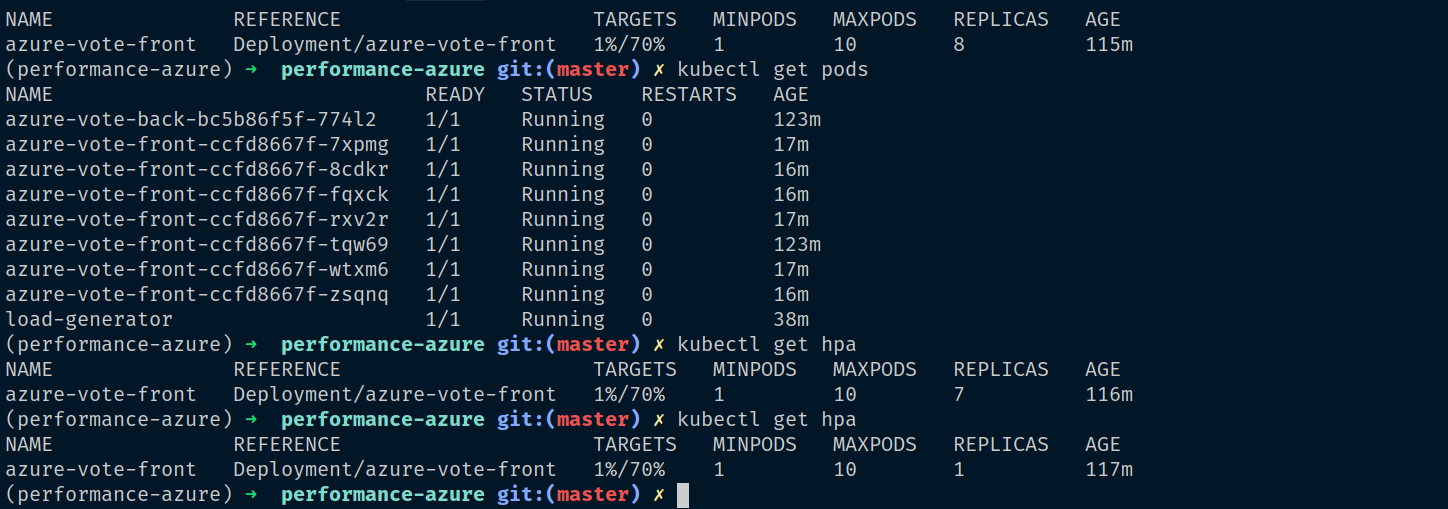 NAME REFERENCE TARGETS MINPODS MAXPODS REPLICAS AGE
azure-vote-front Deployment/azure-vote-front 1%/70% 1 10 8 115m
(performance-azure) → performance-azure git:(master) ✗ kubectl get pods
NAME READY STATUS RESTARTS AGE
azure-vote-back-bc5b86f5f-774l2 1/1 Running 0 123m
azure-vote-front-ccfd8667f-7xpmg 1/1 Running 0 17m
azure-vote-front-ccfd8667f-8cdkr 1/1 Running 0 16m
azure-vote-front-ccfd8667f-fqxck 1/1 Running 0 16m
azure-vote-front-ccfd8667f-rxv2r 1/1 Running 0 17m
azure-vote-front-ccfd8667f-tqw69 1/1 Running 0 123m
azure-vote-front-ccfd8667f-wtxm6 1/1 Running 0 17m
azure-vote-front-ccfd8667f-zsqnq 1/1 Running 0 16m
load-generator 1/1 Running 0 38m
(performance-azure) → performance-azure git:(master) ✗ kubectl get hpa
NAME REFERENCE TARGETS MINPODS MAXPODS REPLICAS AGE
azure-vote-front Deployment/azure-vote-front 1%/70% 1 10 7 116m
(performance-azure) → performance-azure git:(master) ✗ kubectl get hpa
NAME REFERENCE TARGETS MINPODS MAXPODS REPLICAS AGE
azure-vote-front Deployment/azure-vote-front 1%/70% 1 10 1 117m
(performance-azure) → performance-azure git:(master) ✗